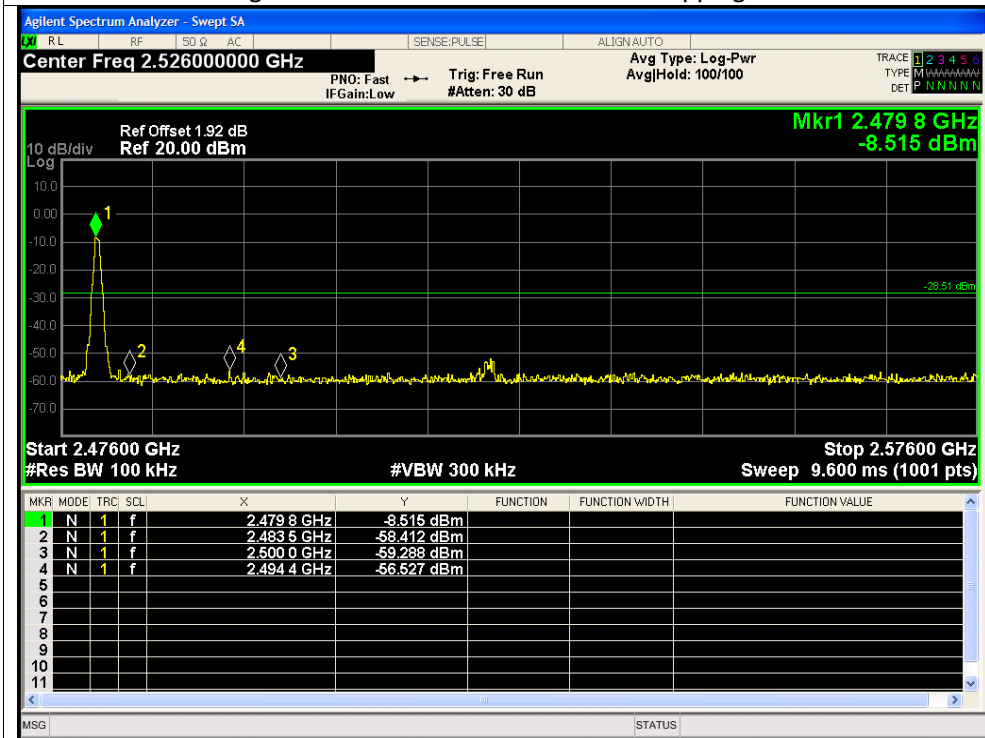 Agilent Spectrum Analyzer - Swept SA
RL RF 50 Ω AC SENSE:PULSE ALIGNAUTO
Center Freq 2.526000000 GHz
PNO: Fast
IFGain:Low
Trig: Free Run
#Atten: 30 dB
Avg Type: Log-Pwr
Avg|Hold: 100/100
TRACE 1 2 3 4 5 6
TYPE M
DET P N N N N N
Mkr1 2.479 8 GHz
-8.515 dBm
Ref Offset 1.92 dB
Ref 20.00 dBm
10 dB/div
Log
10.0
0.00
-10.0
-20.0
-30.0
-40.0
-50.0
-60.0
-70.0
1
2
4
3
-28.51 dBm
Start 2.47600 GHz
Stop 2.57600 GHz
#Res BW 100 kHz
#VBW 300 kHz
Sweep 9.600 ms (1001 pts)
MKR MODE TRC SCL X Y FUNCTION FUNCTION WIDTH FUNCTION VALUE
1 N 1 f 2.479 8 GHz -8.515 dBm
2 N 1 f 2.483 5 GHz -58.412 dBm
3 N 1 f 2.500 0 GHz -59.288 dBm
4 N 1 f 2.494 4 GHz -56.527 dBm
5
6
7
8
9
10
11
MSG STATUS